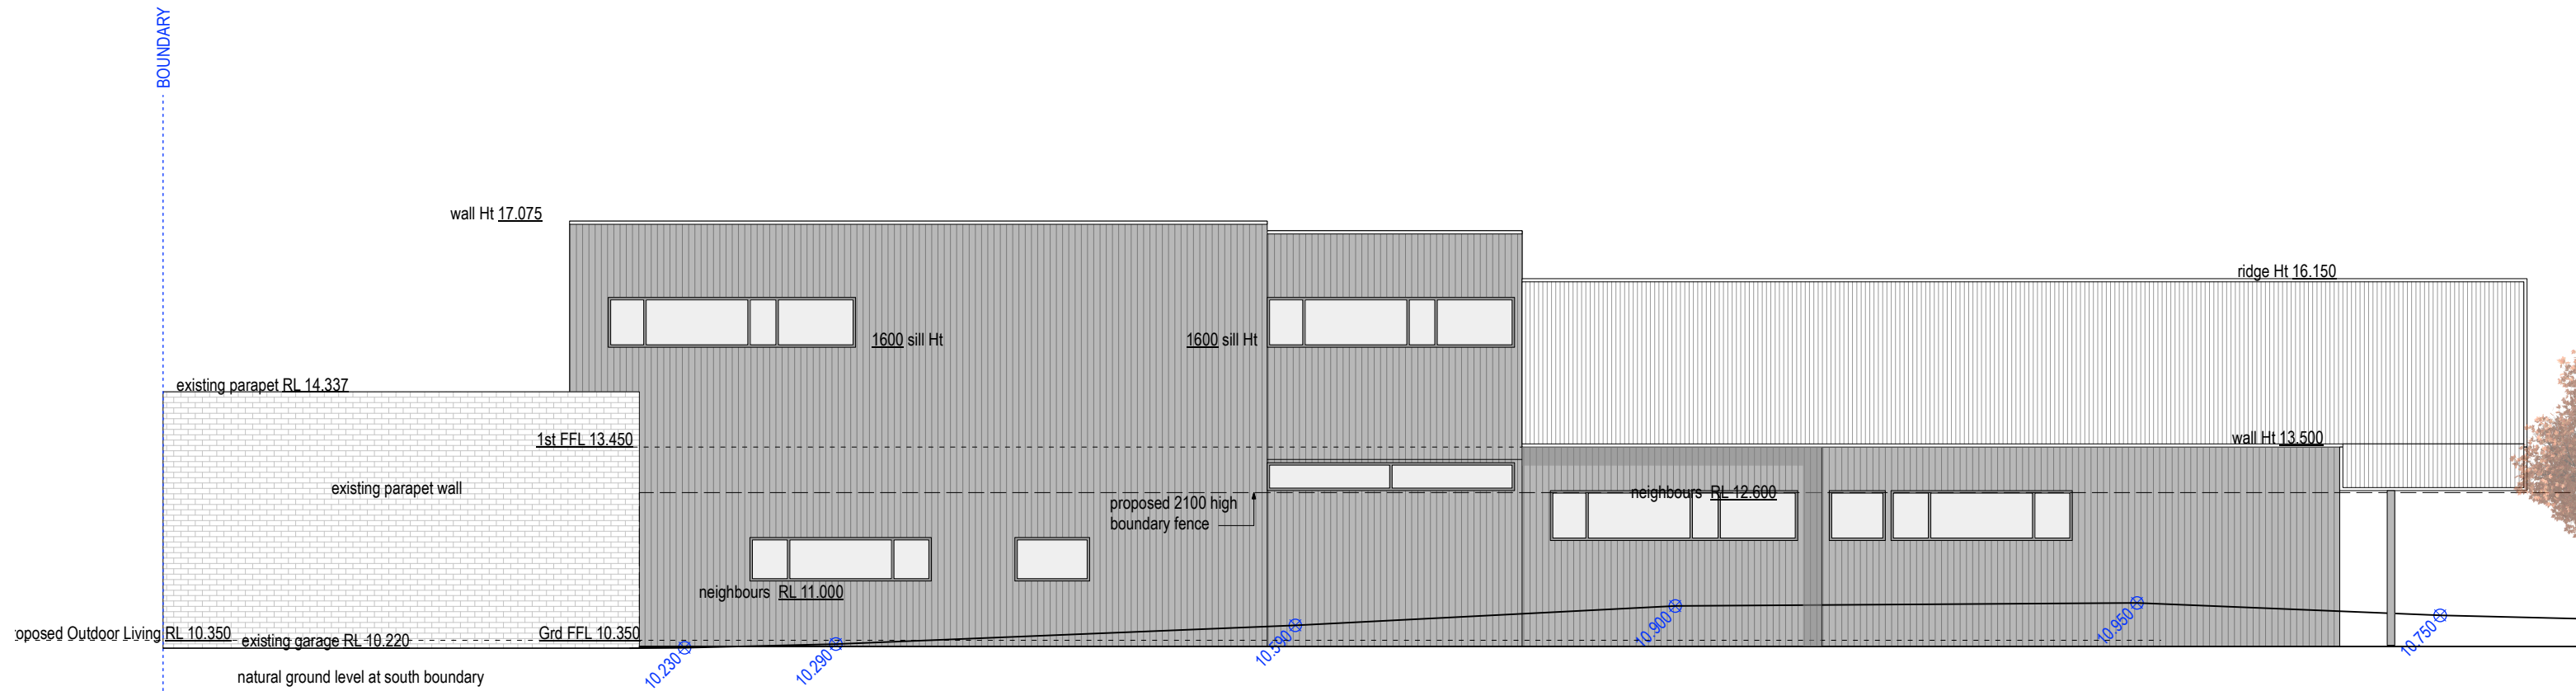 BOUNDARY
wall Ht 17.075
ridge Ht 16.150
1600 sill Ht
1600 sill Ht
existing parapet RL 14.337
1st FFL 13.450
wall Ht 13.500
existing parapet wall
neighbours RL 12.600
proposed 2100 high
boundary fence
neighbours RL 11.000
oposed Outdoor Living RL 10.350
existing garage RL 10.220
Grd FFL 10.350
10.230
10.290
10.590
10.900
10.950
10.750
natural ground level at south boundary